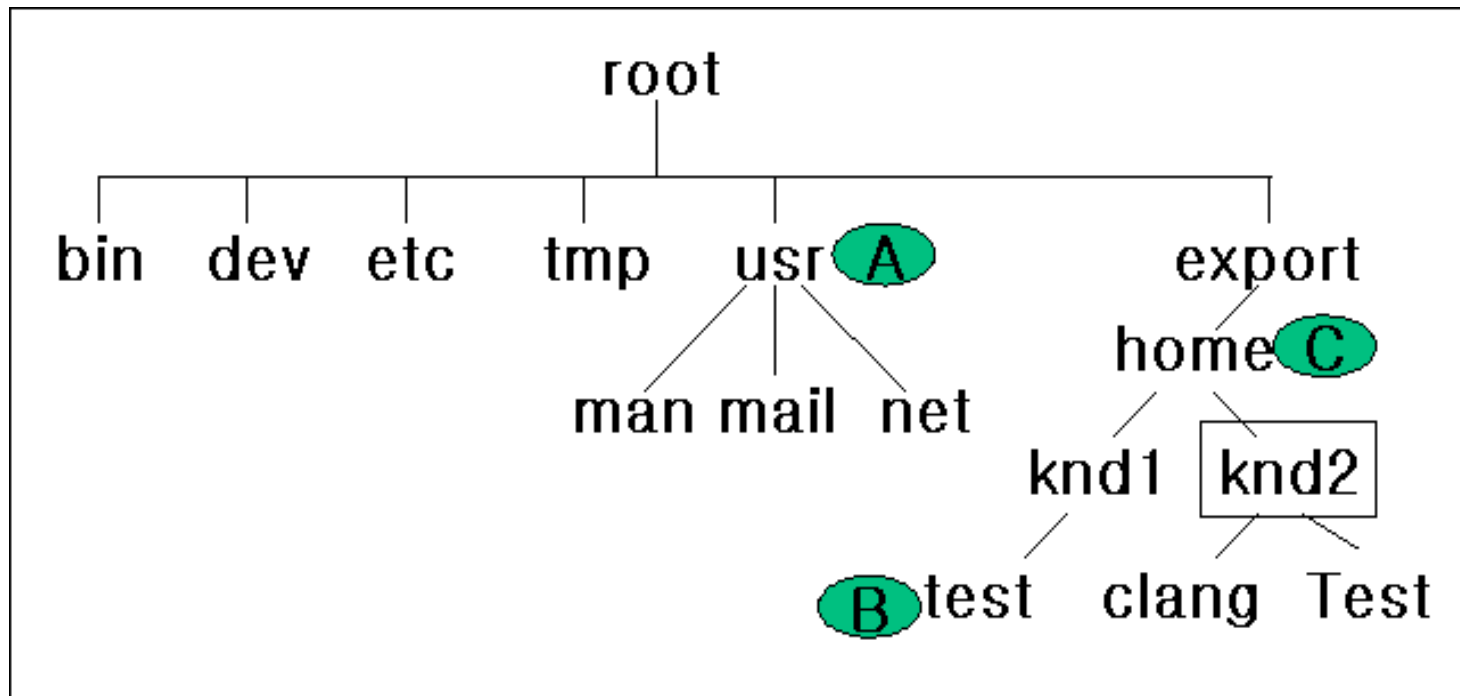 root
bin dev etc tmp usr A export
home C
man mail net
knd1 knd2
B test clang Test